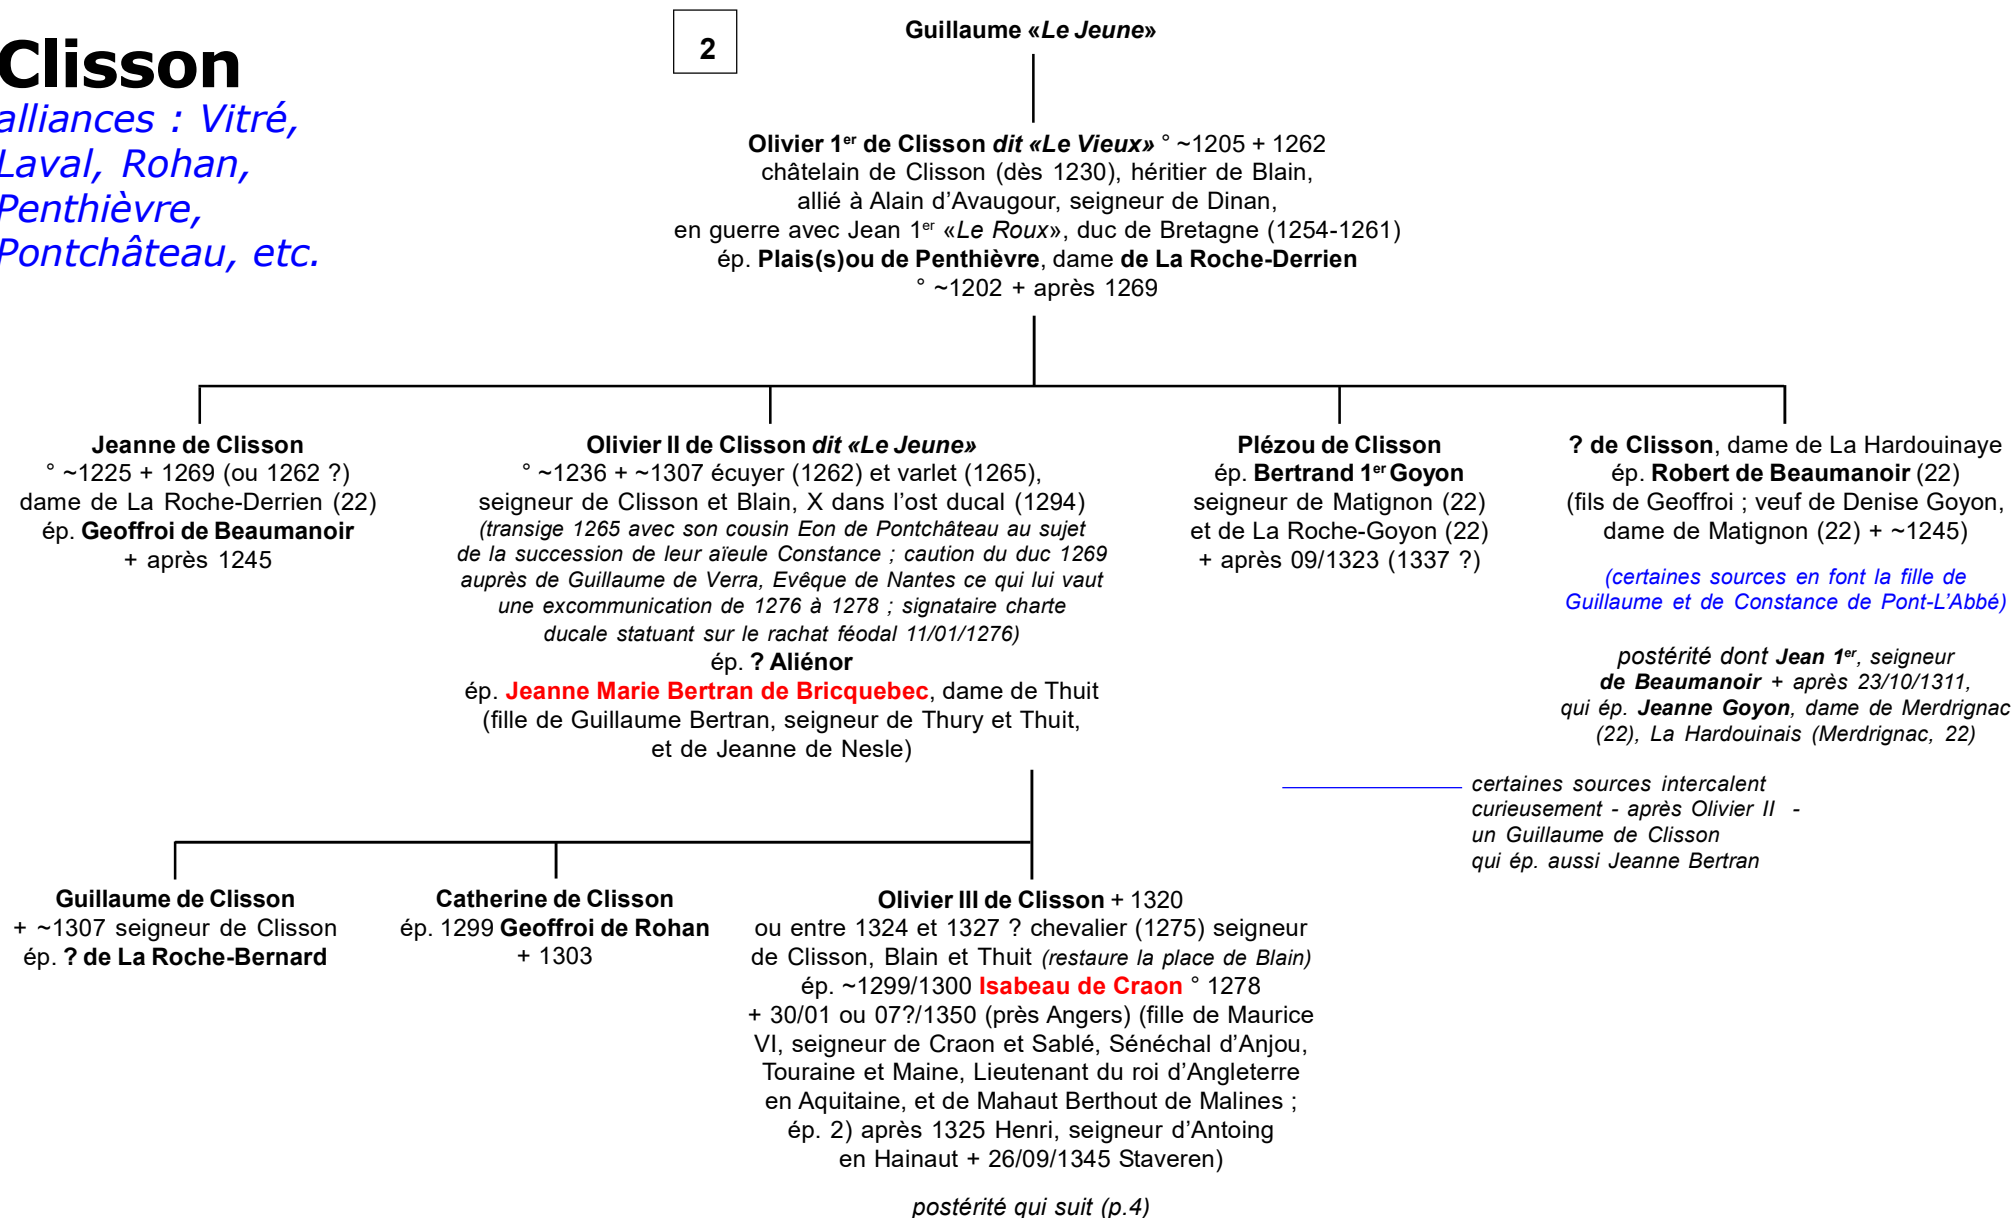 Clisson
alliances : Vitré,
Laval, Rohan,
Penthièvre,
Pontchâteau, etc.
2
Guillaume «Le Jeune»
Olivier 1er de Clisson dit «Le Vieux» ° ~1205 + 1262
châtelain de Clisson (dès 1230), héritier de Blain,
allié à Alain d’Avaugour, seigneur de Dinan,
en guerre avec Jean 1er «Le Roux», duc de Bretagne (1254-1261)
ép. Plais(s)ou de Penthièvre, dame de La Roche-Derrien
° ~1202 + après 1269
Jeanne de Clisson
° ~1225 + 1269 (ou 1262 ?)
dame de La Roche-Derrien (22)
ép. Geoffroi de Beaumanoir
+ après 1245
Olivier II de Clisson dit «Le Jeune»
° ~1236 + ~1307 écuyer (1262) et varlet (1265),
seigneur de Clisson et Blain, X dans l’ost ducal (1294)
(transige 1265 avec son cousin Eon de Pontchâteau au sujet
de la succession de leur aïeule Constance ; caution du duc 1269
auprès de Guillaume de Verra, Evêque de Nantes ce qui lui vaut
une excommunication de 1276 à 1278 ; signataire charte
ducale statuant sur le rachat féodal 11/01/1276)
ép. ? Aliénor
ép. Jeanne Marie Bertran de Bricquebec, dame de Thuit
(fille de Guillaume Bertran, seigneur de Thury et Thuit,
et de Jeanne de Nesle)
Plézou de Clisson
ép. Bertrand 1er Goyon
seigneur de Matignon (22)
et de La Roche-Goyon (22)
+ après 09/1323 (1337 ?)
? de Clisson, dame de La Hardouinaye
ép. Robert de Beaumanoir (22)
(fils de Geoffroi ; veuf de Denise Goyon,
dame de Matignon (22) + ~1245)
(certaines sources en font la fille de
Guillaume et de Constance de Pont-L’Abbé)
postérité dont Jean 1er, seigneur
de Beaumanoir + après 23/10/1311,
qui ép. Jeanne Goyon, dame de Merdrignac
(22), La Hardouinais (Merdrignac, 22)
certaines sources intercalent
curieusement - après Olivier II -
un Guillaume de Clisson
qui ép. aussi Jeanne Bertran
Guillaume de Clisson
+ ~1307 seigneur de Clisson
ép. ? de La Roche-Bernard
Catherine de Clisson
ép. 1299 Geoffroi de Rohan
+ 1303
Olivier III de Clisson + 1320
ou entre 1324 et 1327 ? chevalier (1275) seigneur
de Clisson, Blain et Thuit (restaure la place de Blain)
ép. ~1299/1300 Isabeau de Craon ° 1278
+ 30/01 ou 07?/1350 (près Angers) (fille de Maurice
VI, seigneur de Craon et Sablé, Sénéchal d’Anjou,
Touraine et Maine, Lieutenant du roi d’Angleterre
en Aquitaine, et de Mahaut Berthout de Malines ;
ép. 2) après 1325 Henri, seigneur d’Antoing
en Hainaut + 26/09/1345 Staveren)
postérité qui suit (p.4)